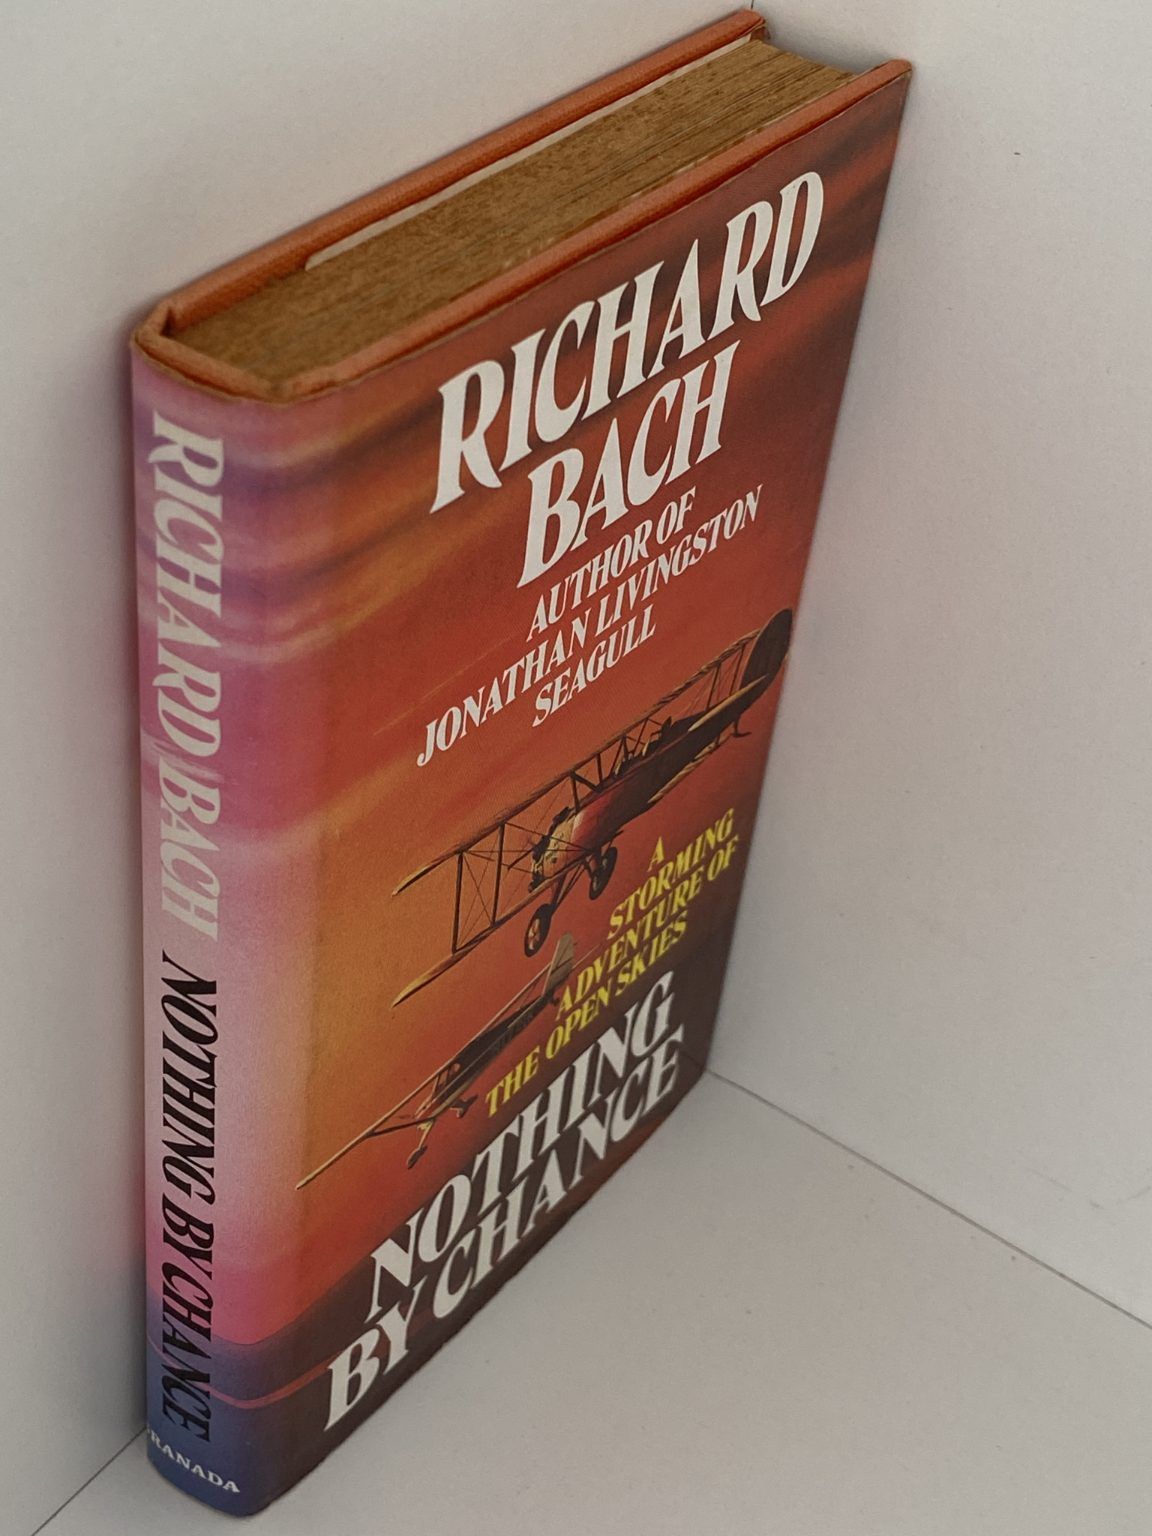 RICHARD
BACH
AUTHOR OF
JONATHAN LIVINGSTON
SEAGULL
A
STORMING
ADVENTURE OF
THE OPEN SKIES
NOTHING
BY CHANCE
RICHARD BACH NOTHING BY CHANCE
GRANADA